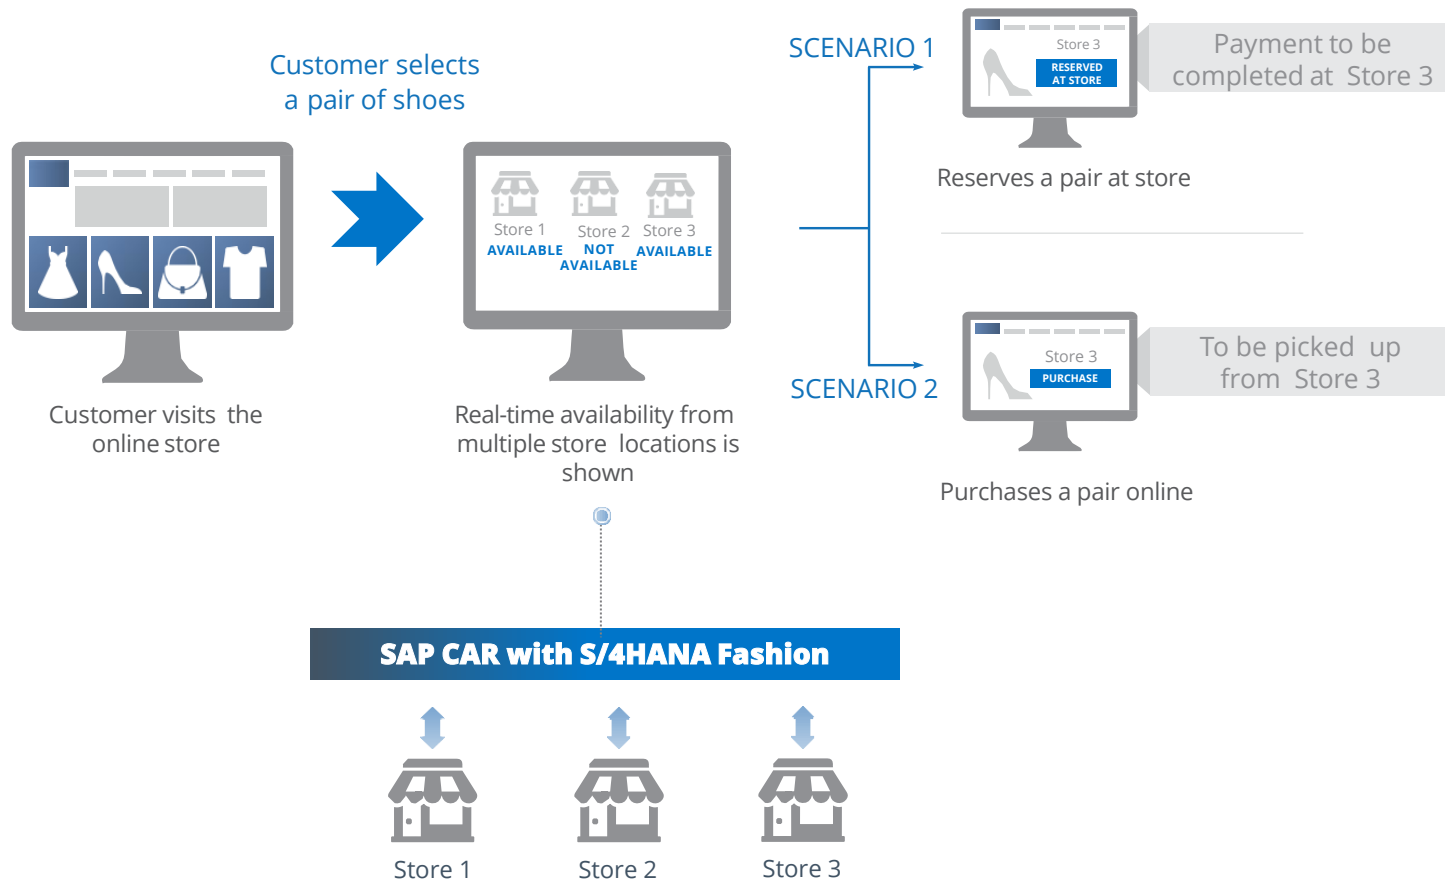 Customer selects
a pair of shoes
Customer visits the
online store
Store 1
AVAILABLE
Store 2
NOT
AVAILABLE
Store 3
AVAILABLE
Real-time availability from
multiple store locations is
shown
SCENARIO 1
Store 3
RESERVED
AT STORE
Payment to be
completed at Store 3
Reserves a pair at store
SCENARIO 2
Store 3
PURCHASE
To be picked up
from Store 3
Purchases a pair online
SAP CAR with S/4HANA Fashion
Store 1
Store 2
Store 3